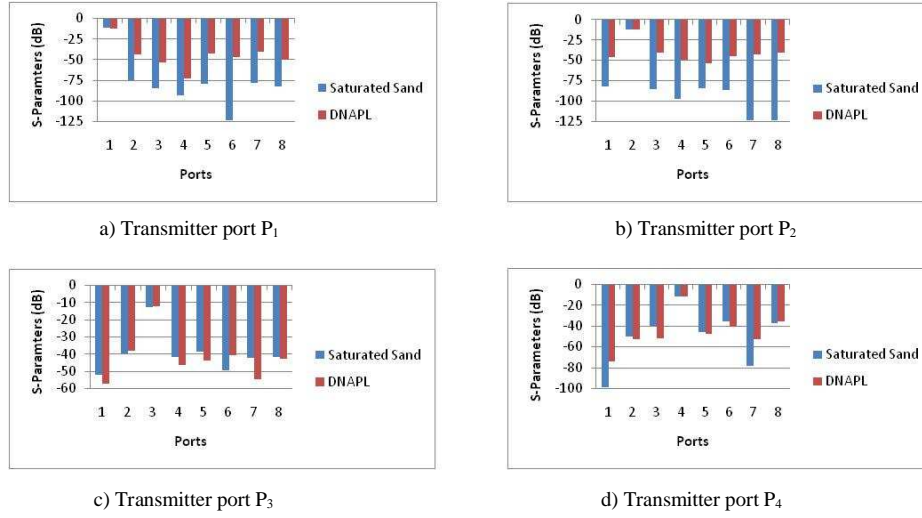 0
-25
-50
-75
-100
-125
S-Paramters (dB)
1 2 3 4 5 6 7 8
Ports
Saturated Sand
DNAPL
a) Transmitter port P₁
0
-25
-50
-75
-100
-125
S-Paramters (dB)
1 2 3 4 5 6 7 8
Ports
Saturated Sand
DNAPL
b) Transmitter port P₂
0
-10
-20
-30
-40
-50
-60
S-Paramters (dB)
1 2 3 4 5 6 7 8
Ports
Saturated Sand
DNAPL
c) Transmitter port P₃
0
-20
-40
-60
-80
-100
S-Parameters (dB)
1 2 3 4 5 6 7 8
Ports
Saturated Sand
DNAPL
d) Transmitter port P₄